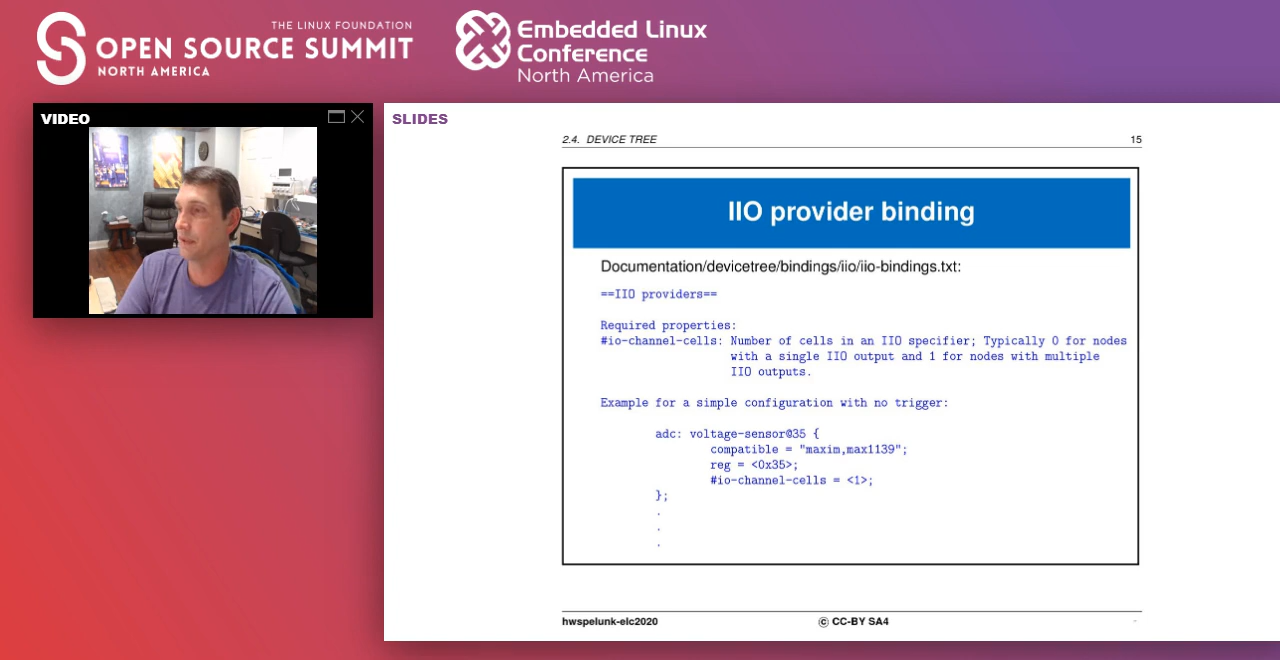 THE LINUX FOUNDATION
OPEN SOURCE SUMMIT
NORTH AMERICA
Embedded Linux
Conference
North America
VIDEO
SLIDES
2.4. DEVICE TREE 15
IIO provider binding
Documentation/devicetree/bindings/iio/iio-bindings.txt:
==IIO providers==
Required properties:
#io-channel-cells: Number of cells in an IIO specifier; Typically 0 for nodes
with a single IIO output and 1 for nodes with multiple
IIO outputs.
Example for a simple configuration with no trigger:
adc: voltage-sensor@35 {
compatible = "maxim,max1139";
reg = <0x35>;
#io-channel-cells = <1>;
};
.
.
.
hwspelunk-elc2020 © CC-BY SA4